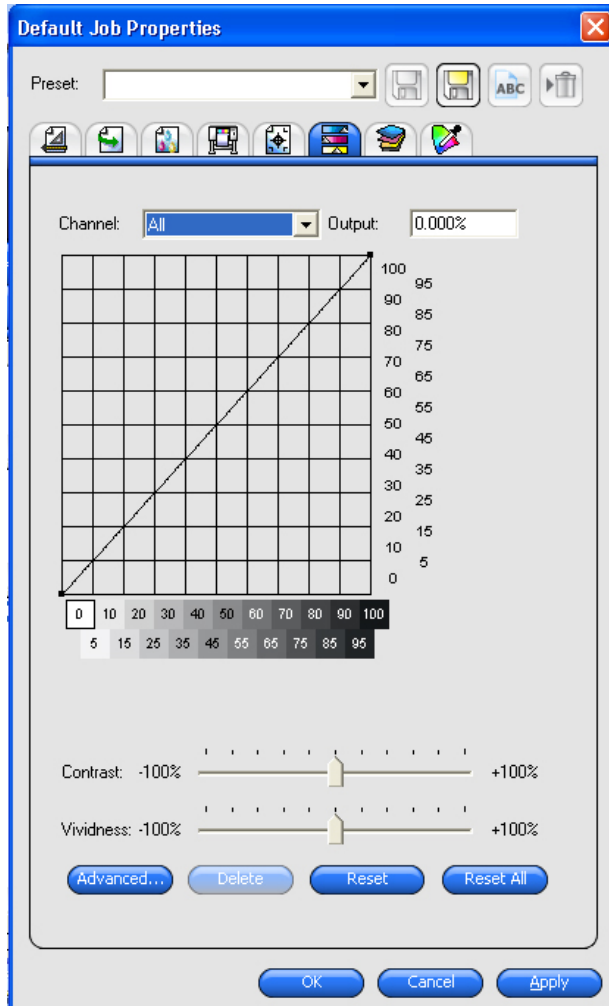 Default Job Properties
Preset:
ABC
Channel: All Output: 0.000%
100
95
90
85
80
75
70
65
60
55
50
45
40
35
30
25
20
15
10
5
0
0 10 20 30 40 50 60 70 80 90 100
5 15 25 35 45 55 65 75 85 95
Contrast: -100% +100%
Vividness: -100% +100%
Advanced... Delete Reset Reset All
OK Cancel Apply